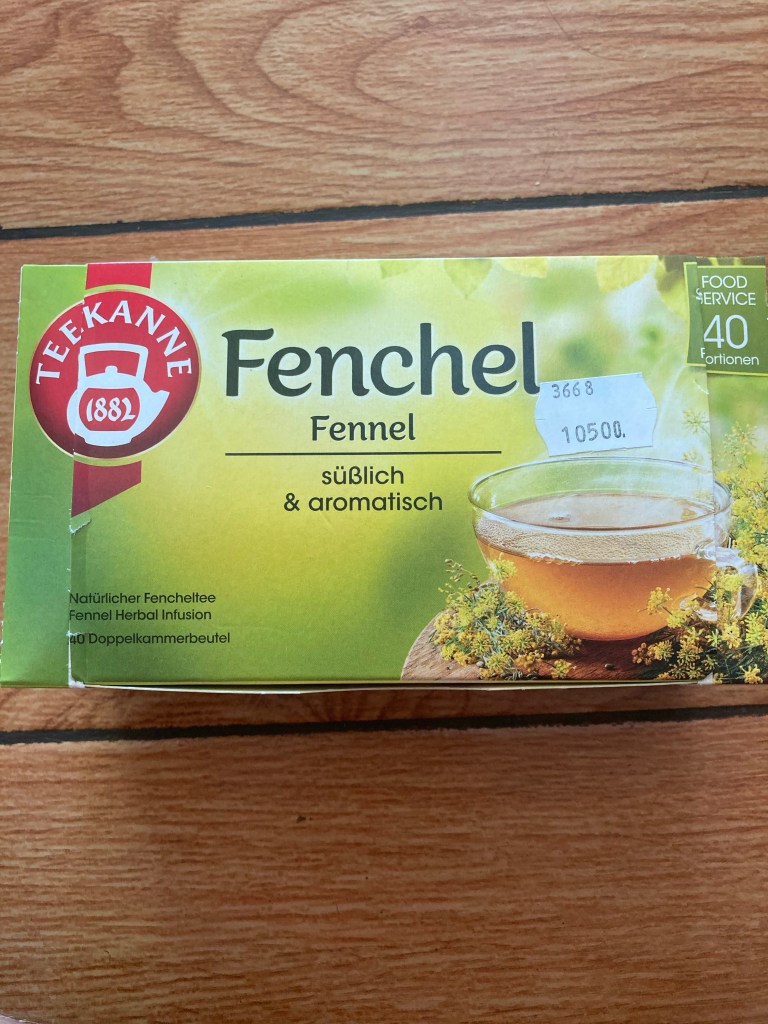 TEEKANNE
1882
Fenchel
Fennel
süßlich
& aromatisch
3668
10500.
FOOD
SERVICE
40
Portionen
Natürlicher Fencheltee
Fennel Herbal Infusion
40 Doppelkammerbeutel